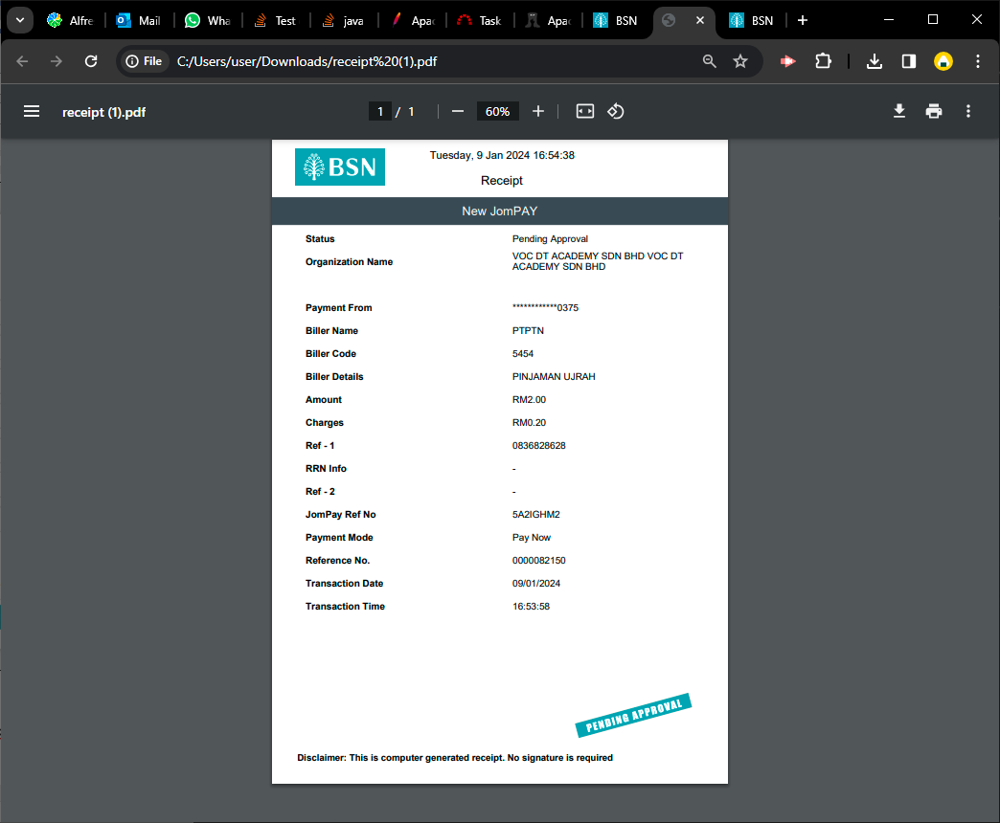 Alfre
Mail
Wha
Test
java
Apac
Task
Apac
BSN
BSN
File
C:/Users/user/Downloads/receipt%20(1).pdf
receipt (1).pdf
1 / 1
60%
BSN
Tuesday, 9 Jan 2024 16:54:38
Receipt
New JomPAY
Status Pending Approval
Organization Name VOC DT ACADEMY SDN BHD VOC DT
ACADEMY SDN BHD
Payment From ************0375
Biller Name PTPTN
Biller Code 5454
Biller Details PINJAMAN UJRAH
Amount RM2.00
Charges RM0.20
Ref - 1 0836828628
RRN Info -
Ref - 2 -
JomPay Ref No 5A2IGHM2
Payment Mode Pay Now
Reference No. 0000082150
Transaction Date 09/01/2024
Transaction Time 16:53:58
PENDING APPROVAL
Disclaimer: This is computer generated receipt. No signature is required